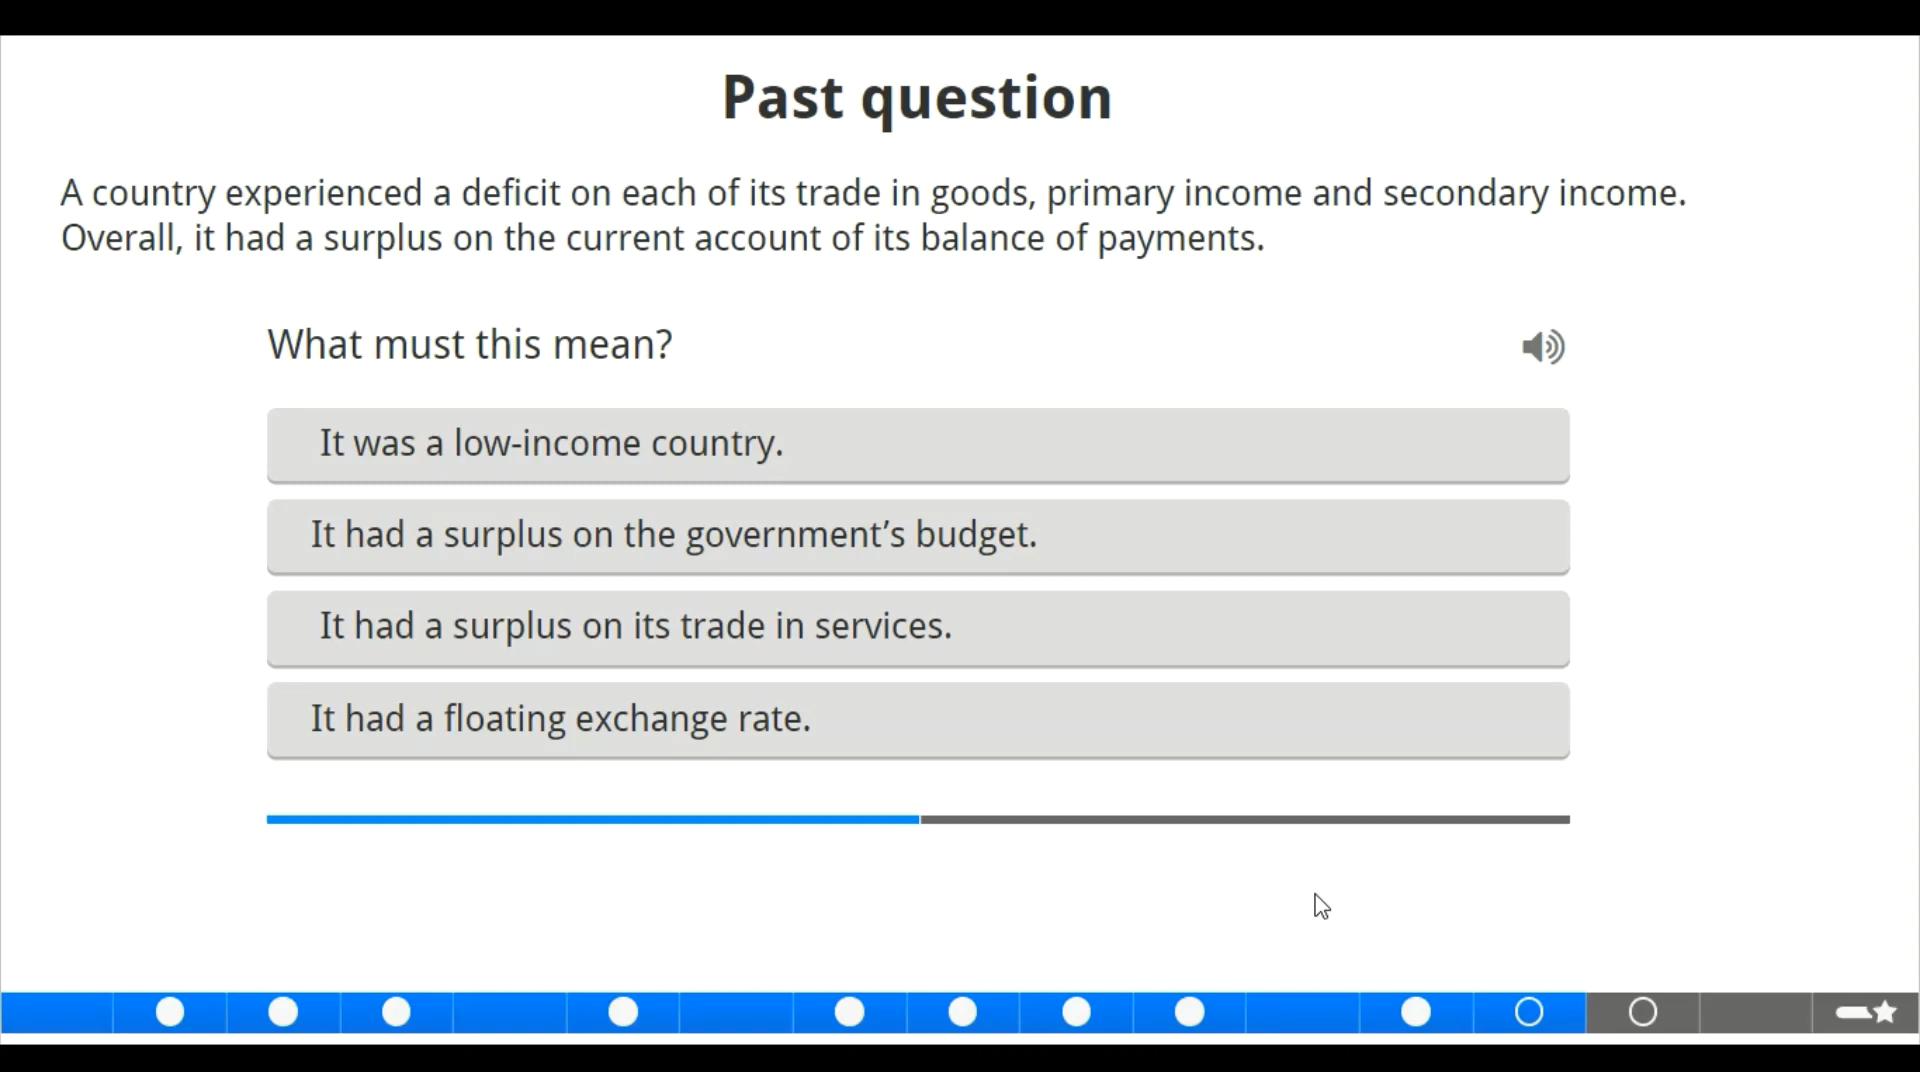 Past question
A country experienced a deficit on each of its trade in goods, primary income and secondary income.
Overall, it had a surplus on the current account of its balance of payments.
What must this mean?
It was a low-income country.
It had a surplus on the government’s budget.
It had a surplus on its trade in services.
It had a floating exchange rate.